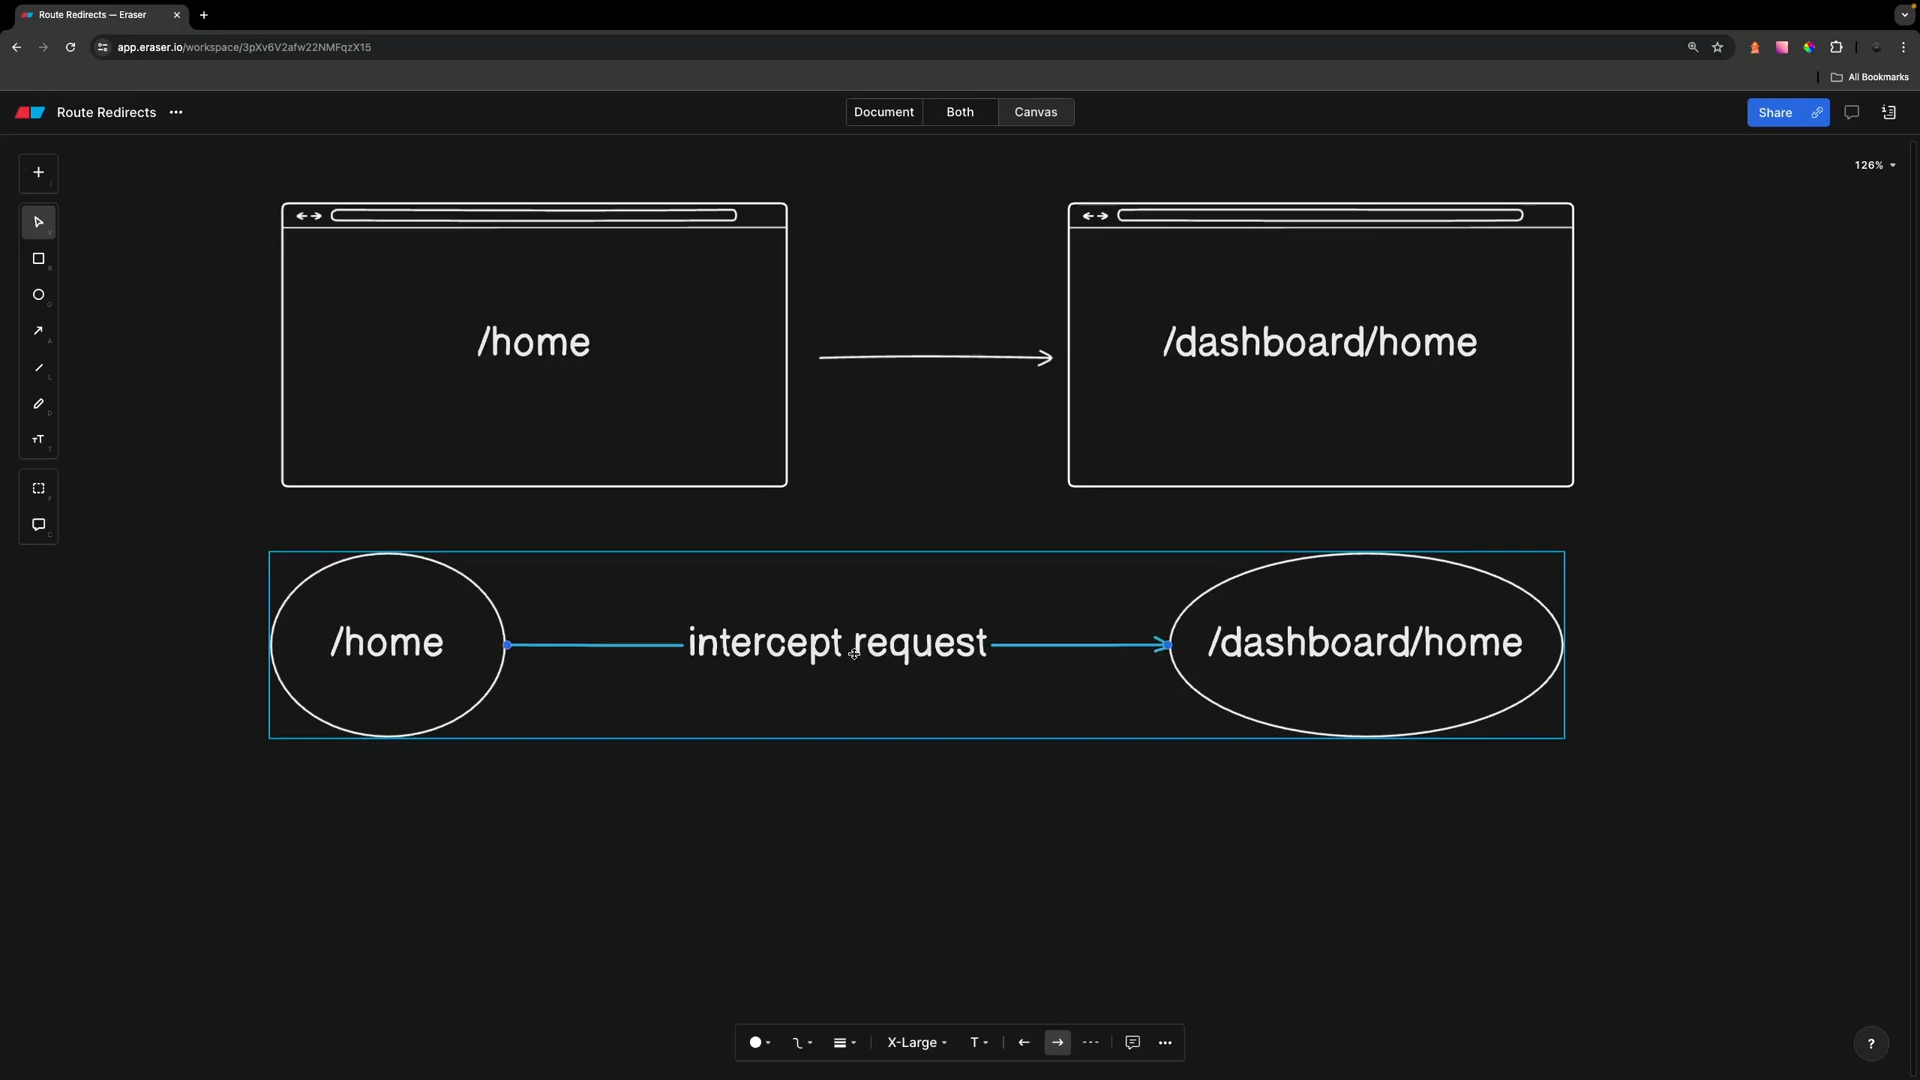 Route Redirects — Eraser
app.eraser.io/workspace/3pXv6V2afw22NMFqzX15
All Bookmarks
Route Redirects
Document
Both
Canvas
Share
126%
/home
/dashboard/home
/home
intercept request
/dashboard/home
X-Large
T
?